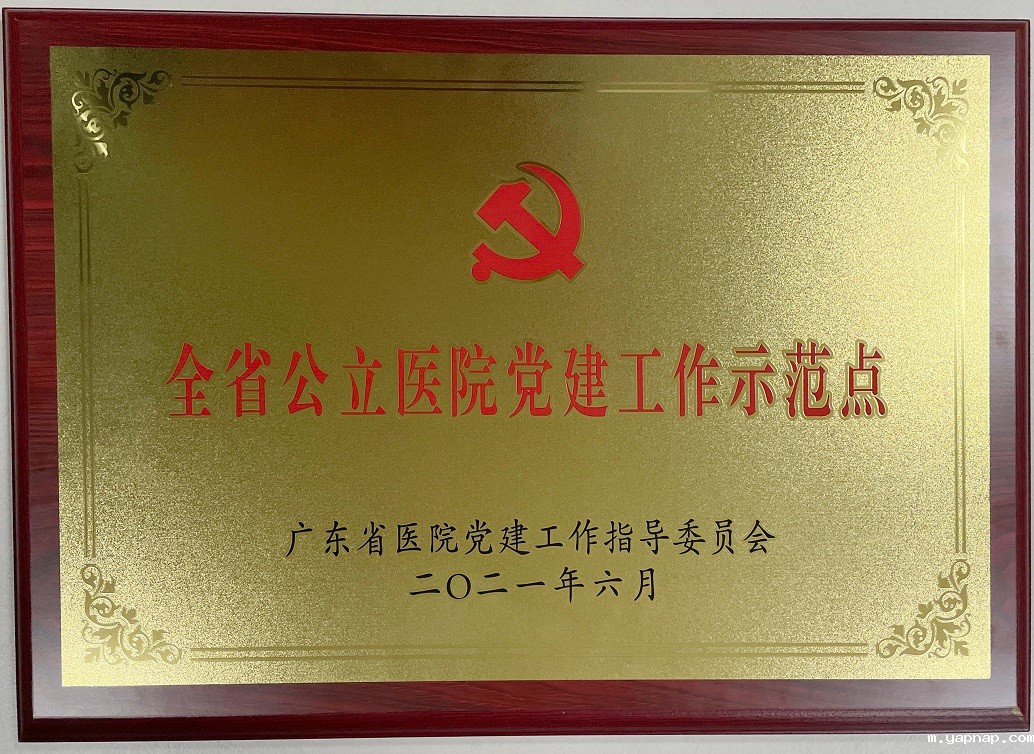 全省公立医院党建工作示范点
广东省医院党建工作指导委员会
二〇二一年六月
m.yapnap.com